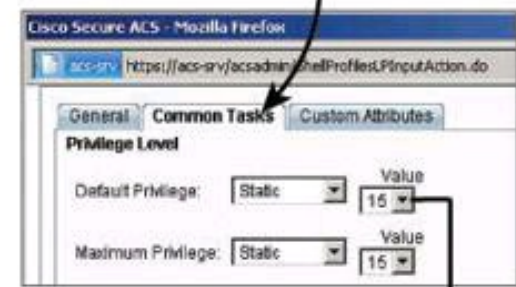 Cisco Secure ACS - Mozilla Firefox
acs-srv https://acs-srv/acsadmin/ShellProfilesLPInputAction.do
General Common Tasks Custom Attributes
Privilege Level
Value
Default Privilege: Static 15
Value
Maximum Privilege: Static 15